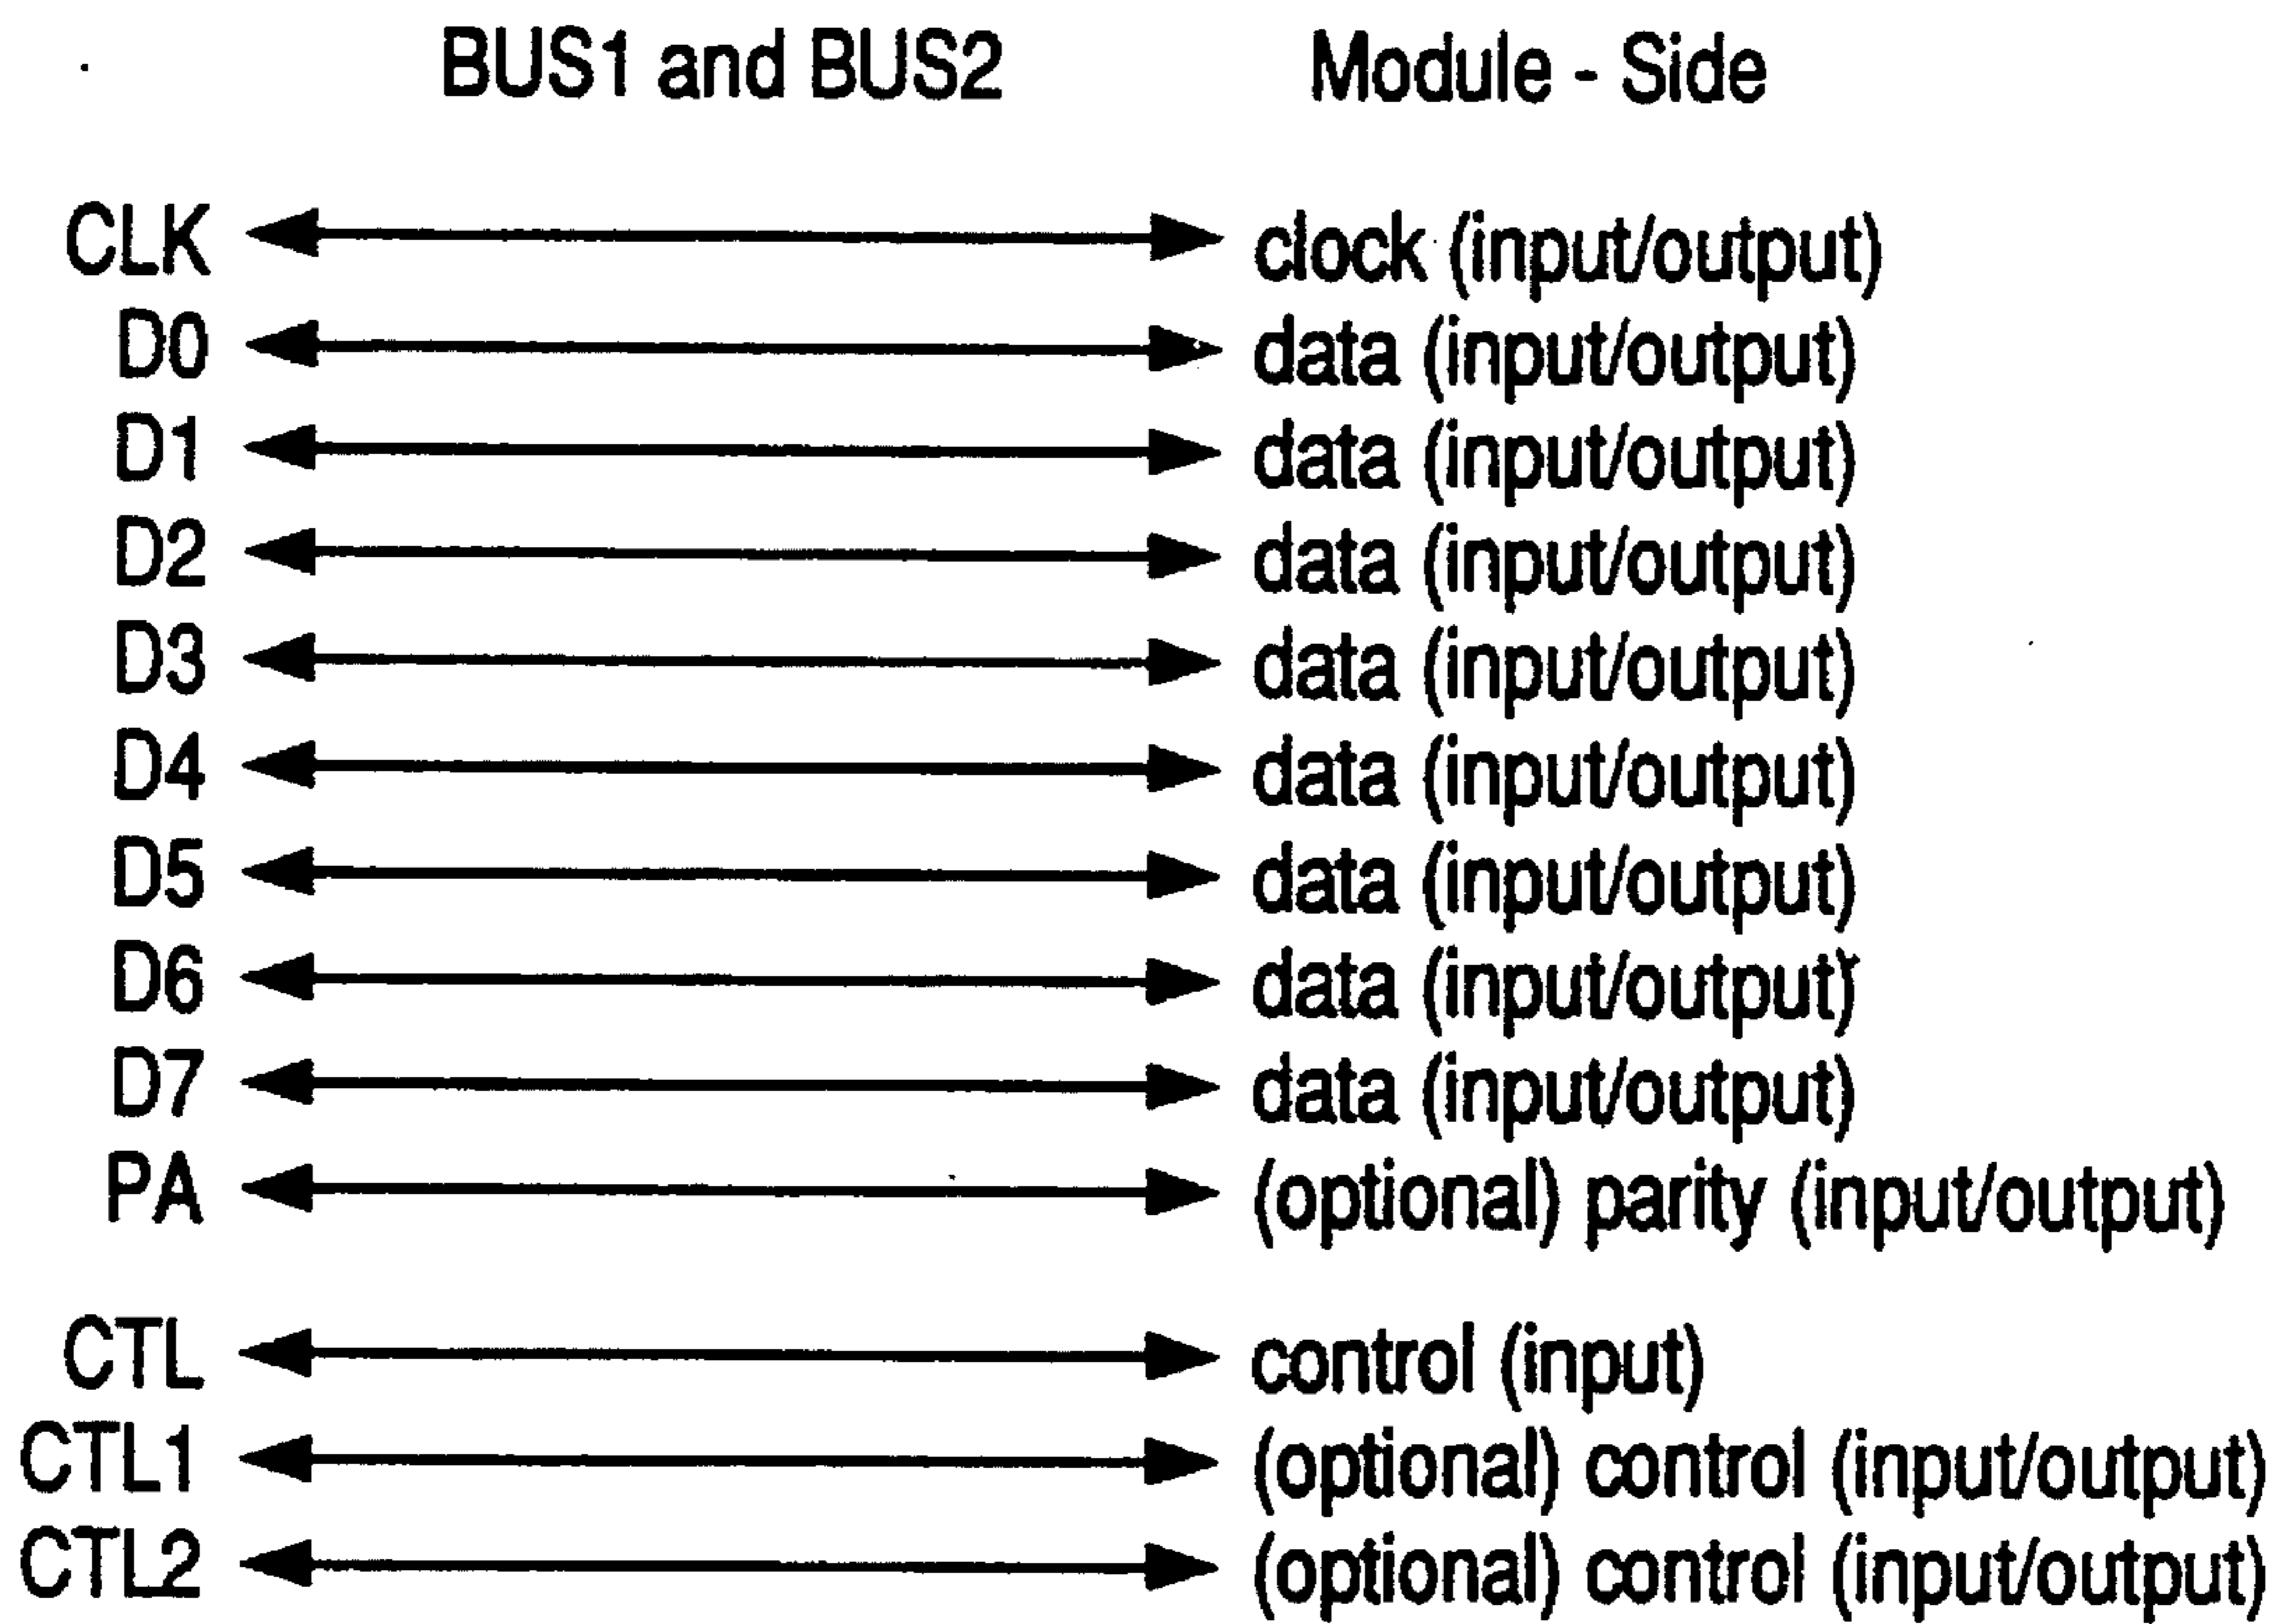 BUS1 and BUS2 Module - Side
CLK clock (input/output)
D0 data (input/output)
D1 data (input/output)
D2 data (input/output)
D3 data (input/output)
D4 data (input/output)
D5 data (input/output)
D6 data (input/output)
D7 data (input/output)
PA (optional) parity (input/output)
CTL control (input)
CTL1 (optional) control (input/output)
CTL2 (optional) control (input/output)